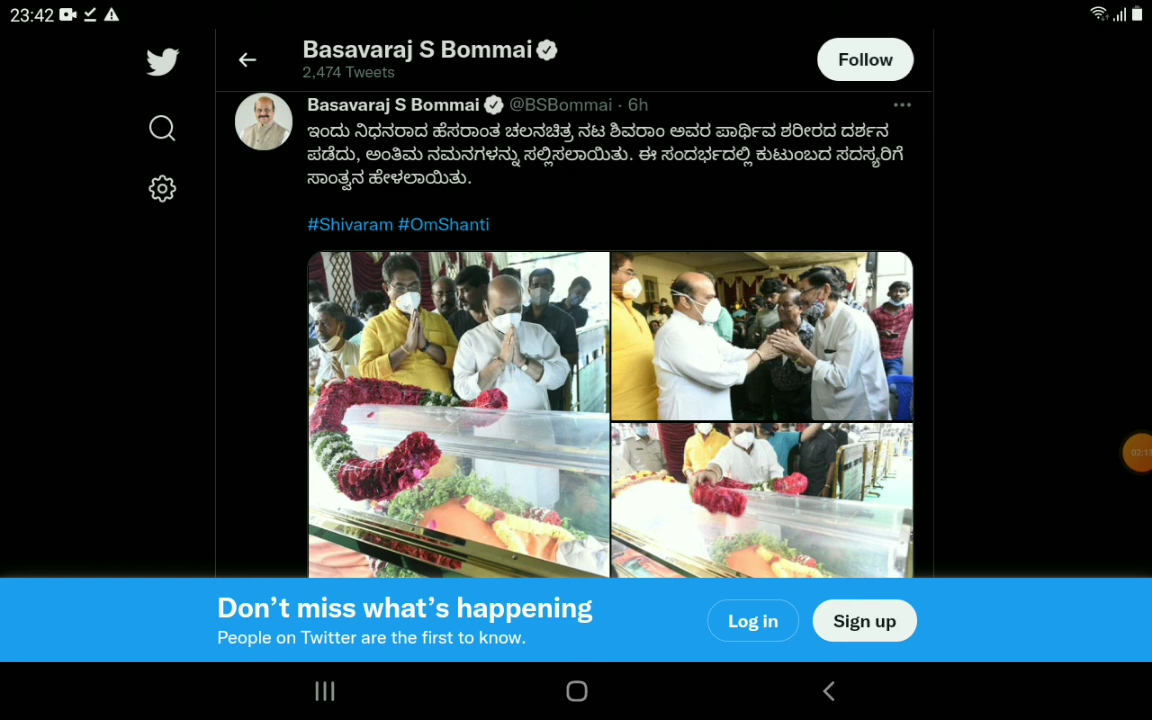 23:42
Basavaraj S Bommai
2,474 Tweets
Follow
Basavaraj S Bommai @BSBommai · 6h
ಇಂದು ನಿಧನರಾದ ಹೆಸರಾಂತ ಚಲನಚಿತ್ರ ನಟ ಶಿವರಾಂ ಅವರ ಪಾರ್ಥಿವ ಶರೀರದ ದರ್ಶನ
ಪಡೆದು, ಅಂತಿಮ ನಮನಗಳನ್ನು ಸಲ್ಲಿಸಲಾಯಿತು. ಈ ಸಂದರ್ಭದಲ್ಲಿ ಕುಟುಂಬದ ಸದಸ್ಯರಿಗೆ
ಸಾಂತ್ವನ ಹೇಳಲಾಯಿತು.
#Shivaram #OmShanti
02:13
Don't miss what's happening
People on Twitter are the first to know.
Log in
Sign up